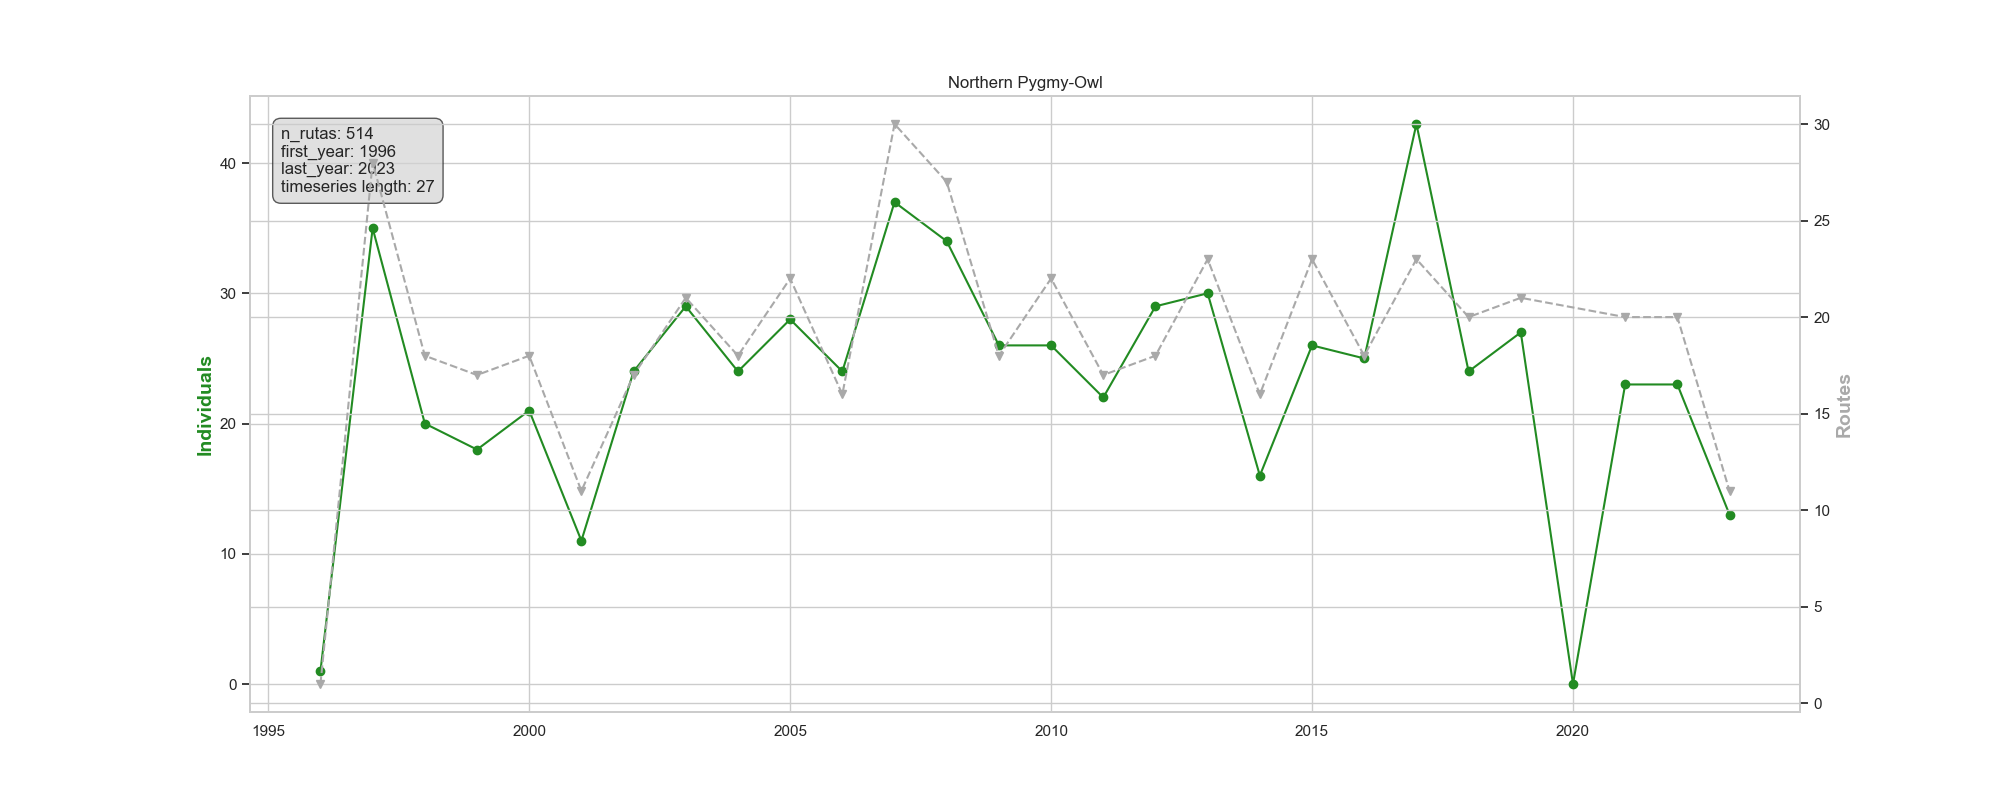 Northern Pygmy-Owl
n_rutas: 514
first_year: 1996
last_year: 2023
timeseries length: 27
Individuals
40
30
20
10
0
Routes
30
25
20
15
10
5
0
1995
2000
2005
2010
2015
2020